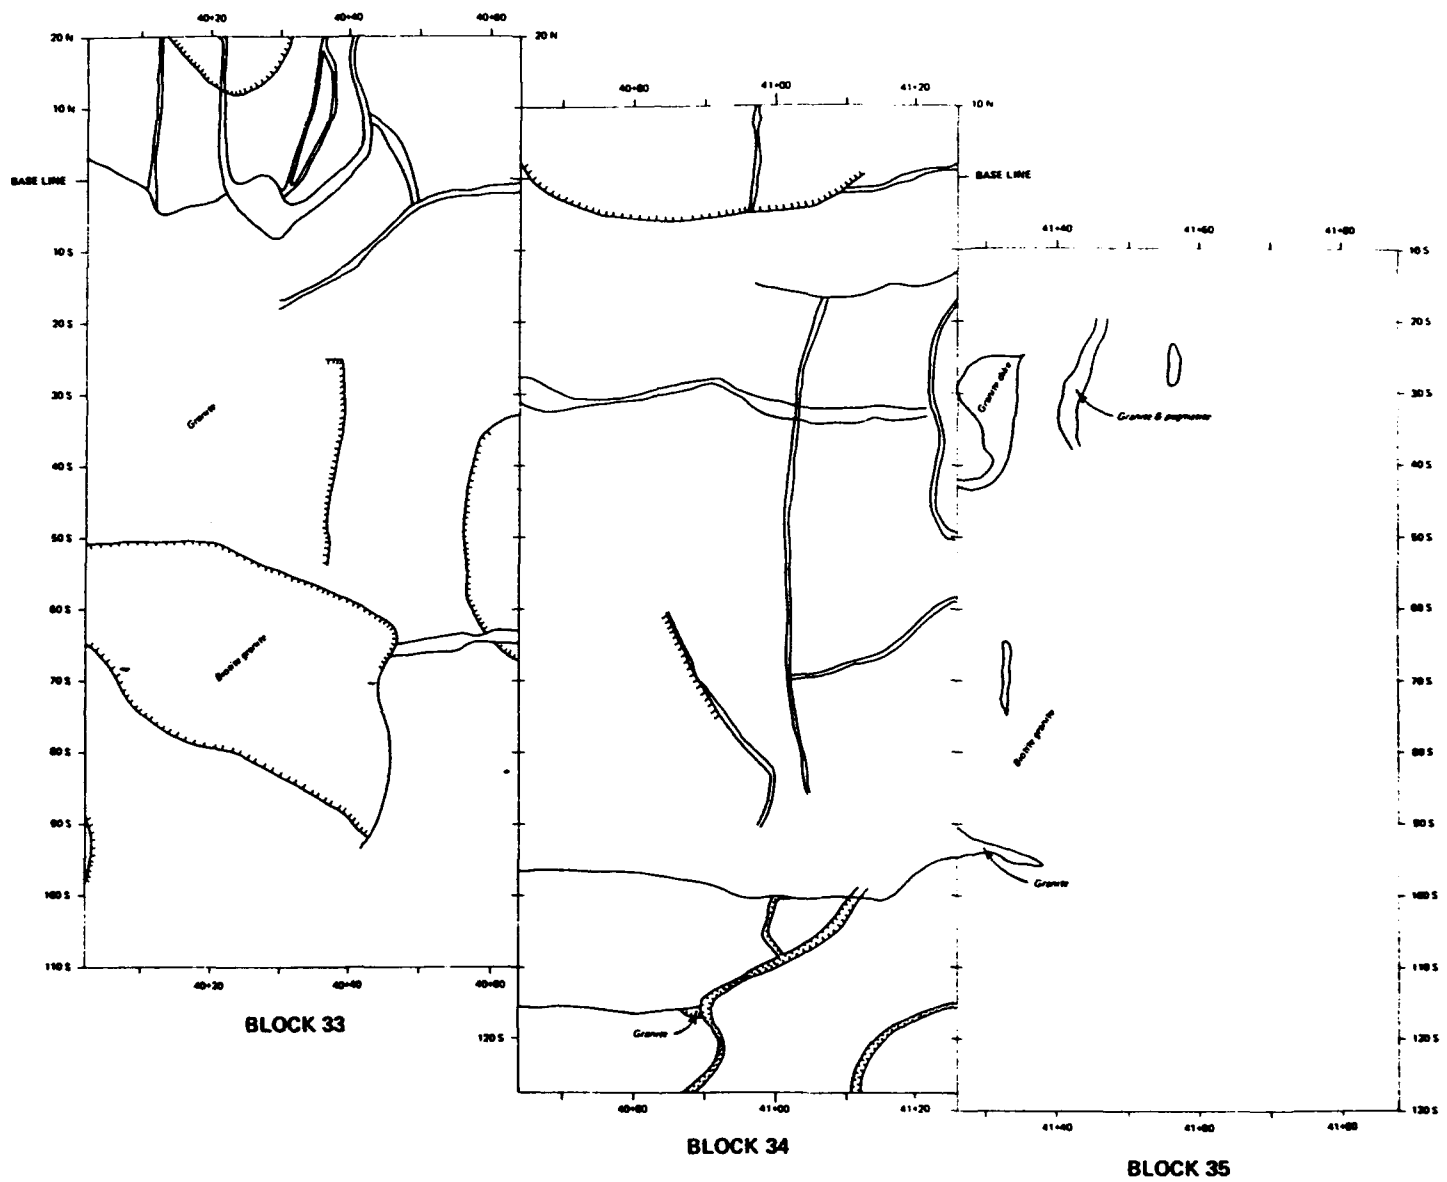 40+20
40+40
40+60
20 N
20 N
40+80
41+00
41+20
10 N
10 N
BASE LINE
BASE LINE
41+40
41+60
41+80
10 S
10 S
20 S
20 S
30 S
30 S
Granite
Granite dike
Granite & pegmatite
40 S
40 S
50 S
50 S
60 S
60 S
Biotite granite
70 S
70 S
Biotite granite
80 S
80 S
90 S
90 S
Granite
100 S
100 S
110 S
110 S
40+20
40+40
40+60
BLOCK 33
Granite
120 S
120 S
40+80
41+00
41+20
130 S
41+40
41+60
41+80
BLOCK 34
BLOCK 35